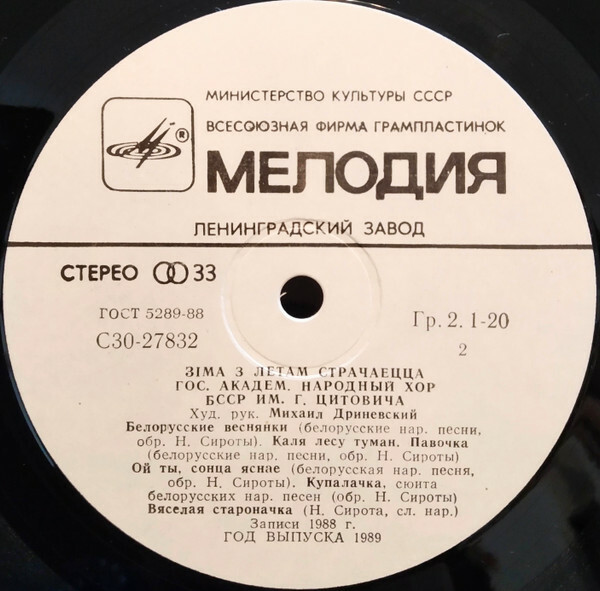 МИНИСТЕРСТВО КУЛЬТУРЫ СССР
ВСЕСОЮЗНАЯ ФИРМА ГРАМПЛАСТИНОК
®
МЕЛОДИЯ
ЛЕНИНГРАДСКИЙ ЗАВОД
СТЕРЕО 33
ГОСТ 5289-88
Гр. 2. 1-20
С30-27832
2
ЗІМА З ЛЕТАМ СТРАЧАЕЦЦА
ГОС. АКАДЕМ. НАРОДНЫЙ ХОР
БССР ИМ. Г. ЦИТОВИЧА
Худ. рук. Михаил Дриневский
Белорусские веснянки (белорусские нар. песни,
обр. Н. Сироты). Каля лесу туман. Павочка
(белорусские нар. песни, обр. Н. Сироты)
Ой ты, сонца яснае (белорусская нар. песня,
обр. Н. Сироты). Купалачка, сюита
белорусских нар. песен (обр. Н. Сироты)
Вяселая староначка (Н. Сирота, сл. нар.)
Записи 1988 г.
ГОД ВЫПУСКА 1989